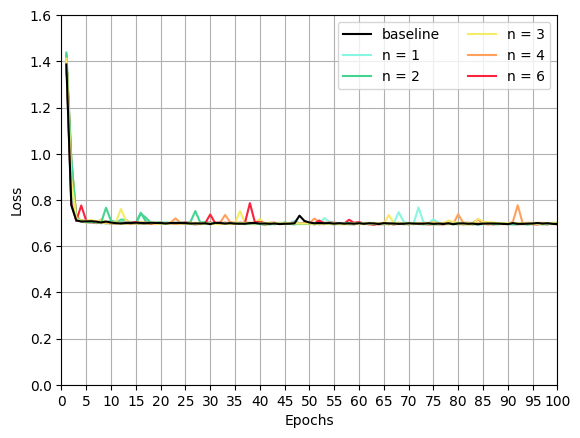 1.6
1.4
1.2
1.0
0.8
0.6
0.4
0.2
0.0
Loss
baseline
n = 1
n = 2
n = 3
n = 4
n = 6
0 5 10 15 20 25 30 35 40 45 50 55 60 65 70 75 80 85 90 95 100
Epochs